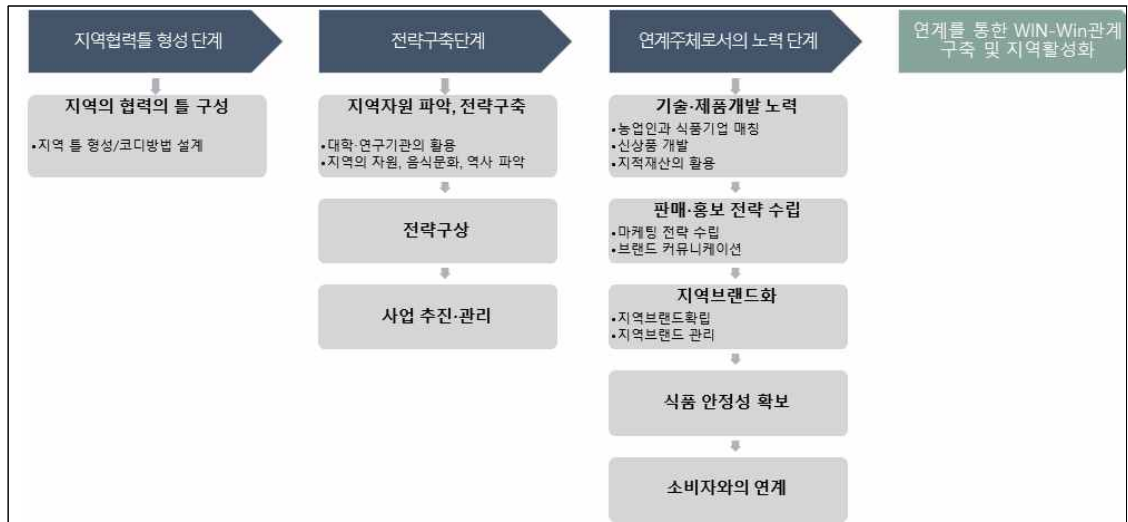 지역협력틀 형성 단계
지역의 협력의 틀 구성
•지역 틀 형성/코디방법 설계
전략구축단계
지역자원 파악, 전략구축
•대학·연구기관의 활용
•지역의 자원, 음식문화, 역사 파악
전략구상
사업 추진·관리
연계주체로서의 노력 단계
기술·제품개발 노력
•농업인과 식품기업 매칭
•신상품 개발
•지적재산의 활용
판매·홍보 전략 수립
•마케팅 전략 수립
•브랜드 커뮤니케이션
지역브랜드화
•지역브랜드확립
•지역브랜드 관리
식품 안정성 확보
소비자와의 연계
연계를 통한 WIN-Win관계
구축 및 지역활성화